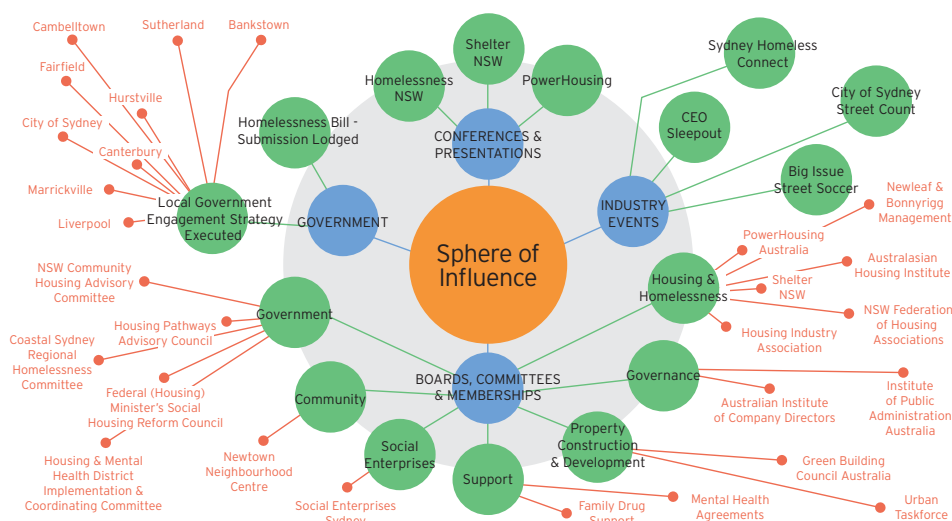 Cambelltown
Sutherland
Bankstown
Fairfield
Hurstville
City of Sydney
Canterbury
Marrickville
Liverpool
Local Government
Engagement Strategy
Executed
Homelessness Bill -
Submission Lodged
GOVERNMENT
Homelessness
NSW
Shelter
NSW
PowerHousing
CONFERENCES &
PRESENTATIONS
Sydney Homeless
Connect
CEO
Sleepout
City of Sydney
Street Count
Big Issue
Street Soccer
INDUSTRY
EVENTS
Sphere of
Influence
Newleaf &
Bonnyrigg
Management
PowerHousing
Australia
Australasian
Housing Institute
Shelter
NSW
Housing &
Homelessness
NSW Federation
of Housing
Associations
Housing Industry
Association
NSW Community
Housing Advisory
Committee
Government
Housing Pathways
Advisory Council
Coastal Sydney
Regional
Homelessness
Committee
Federal (Housing)
Minister's Social
Housing Reform Council
Housing & Mental
Health District
Implementation &
Coordinating Committee
BOARDS, COMMITTEES
& MEMBERSHIPS
Community
Newtown
Neighbourhood
Centre
Social
Enterprises
Social Enterprises
Sydney
Support
Family Drug
Support
Mental Health
Agreements
Property
Construction
& Development
Green Building
Council Australia
Urban
Taskforce
Governance
Australian Institute
of Company Directors
Institute
of Public
Administration
Australia